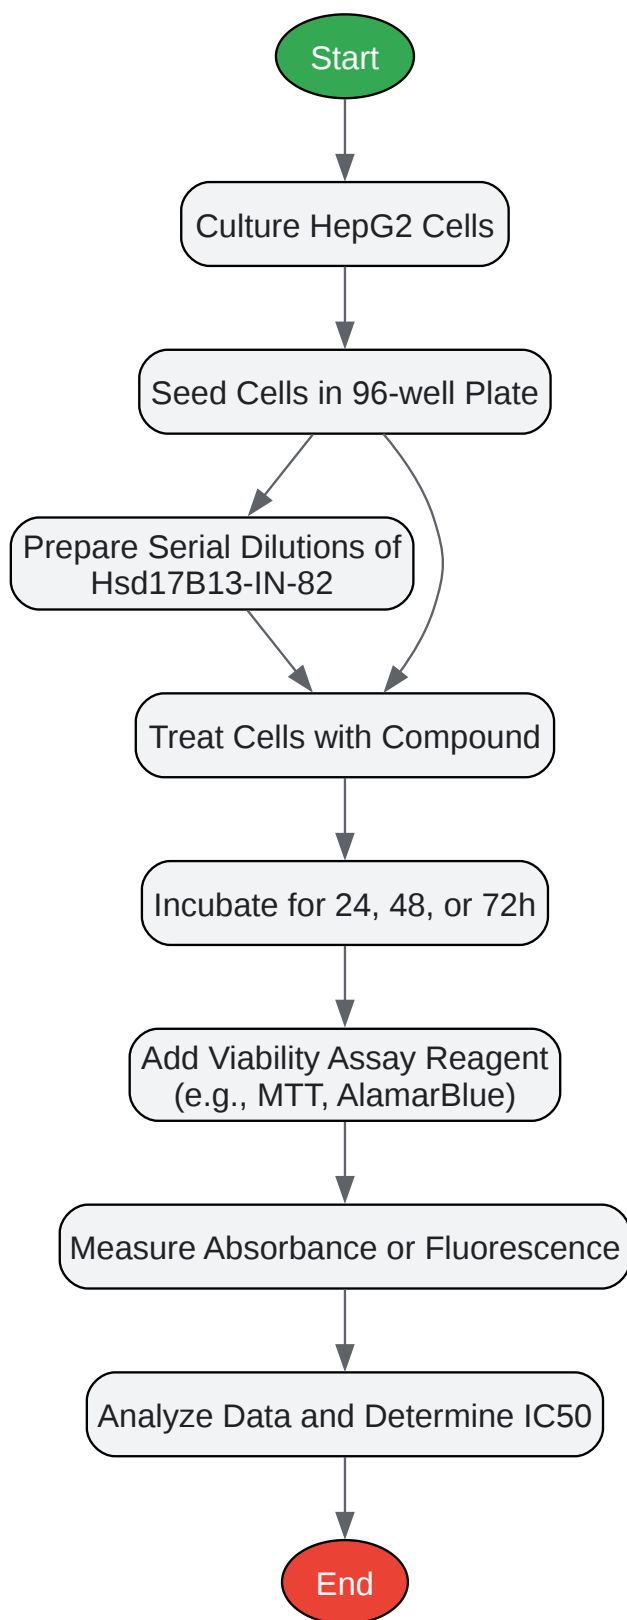 Start
Culture HepG2 Cells
Seed Cells in 96-well Plate
Prepare Serial Dilutions of
Hsd17B13-IN-82
Treat Cells with Compound
Incubate for 24, 48, or 72h
Add Viability Assay Reagent
(e.g., MTT, AlamarBlue)
Measure Absorbance or Fluorescence
Analyze Data and Determine IC50
End